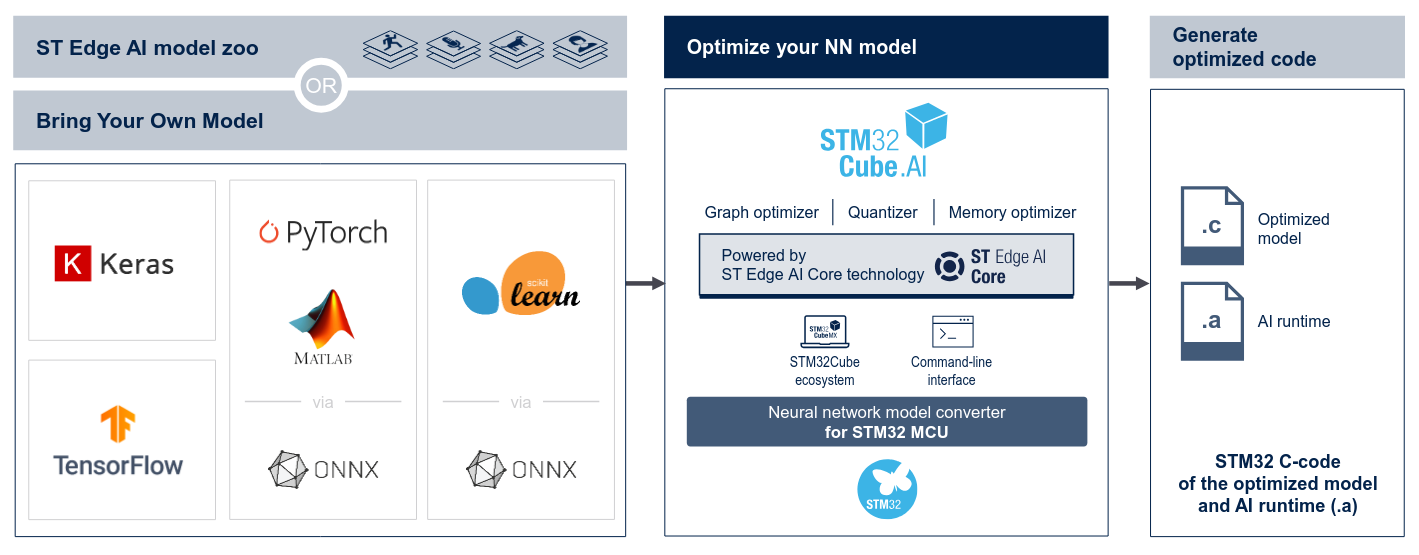 ST Edge AI model zoo
OR
Bring Your Own Model
K Keras
TensorFlow
PyTorch
MATLAB
via
ONNX
scikit
learn
via
ONNX
Optimize your NN model
STM32
Cube.AI
Graph optimizer
Quantizer
Memory optimizer
Powered by
ST Edge AI Core technology
ST Edge AI
Core
STM32
CubeMX
STM32Cube
ecosystem
>_
Command-line
interface
Neural network model converter
for STM32 MCU
STM32
Generate
optimized code
.c
Optimized
model
.a
AI runtime
STM32 C-code
of the optimized model
and AI runtime (.a)